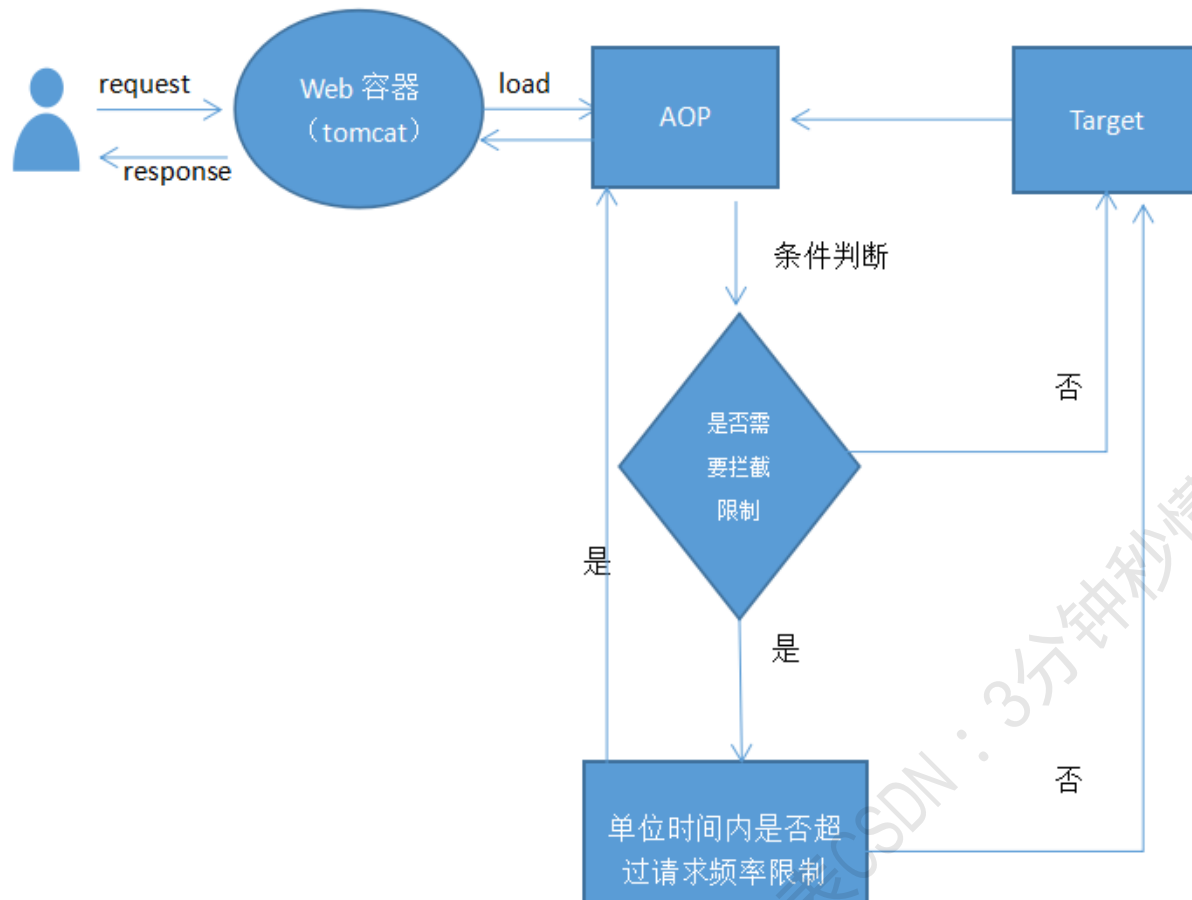 request
response
Web 容器
（tomcat）
load
AOP
Target
条件判断
是否需
要拦截
限制
否
是
是
单位时间内是否超
过请求频率限制
否
CSDN：3分钟秒懂